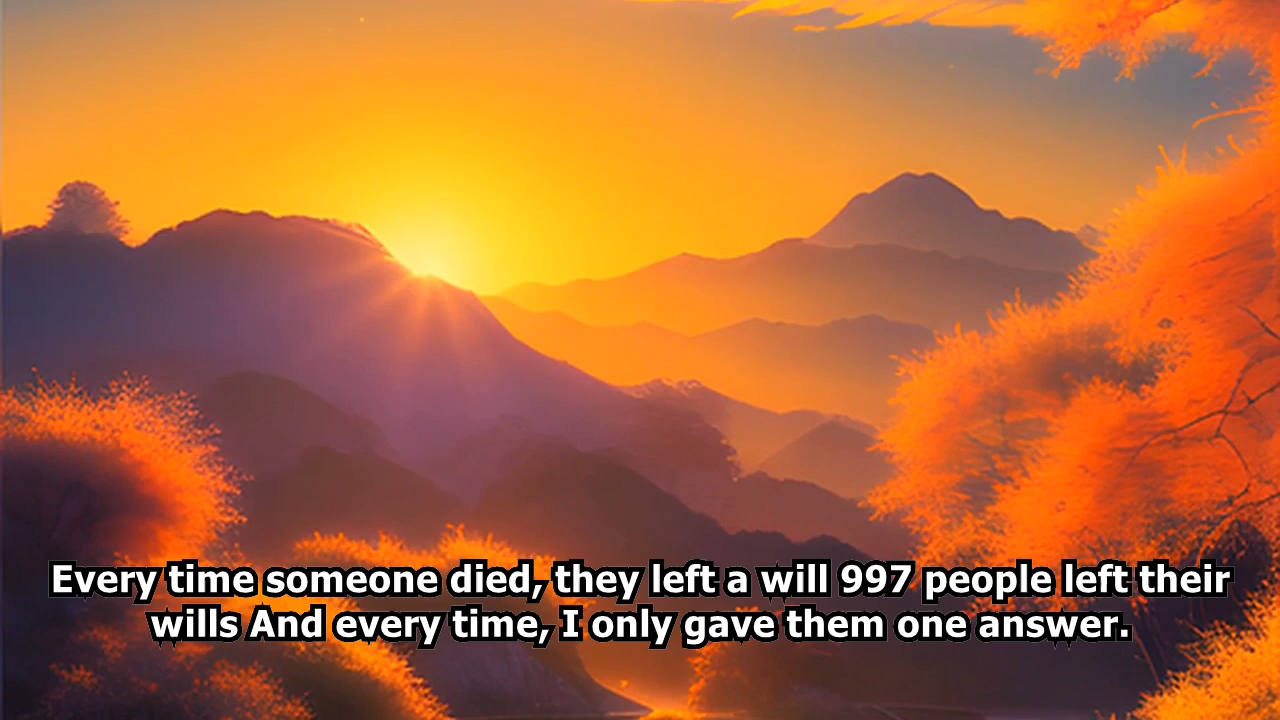 Every time someone died, they left a will 997 people left their
wills And every time, I only gave them one answer.